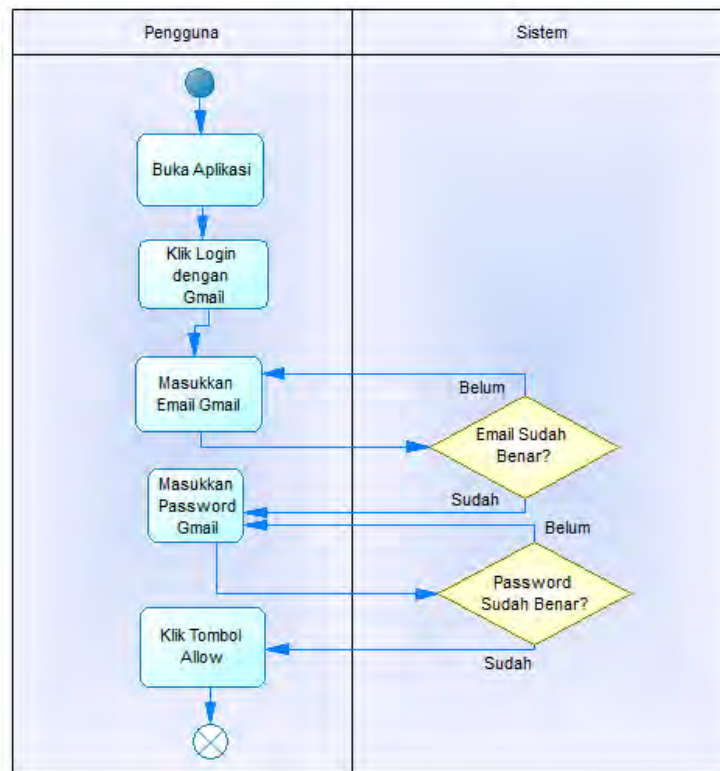 Pengguna
Sistem
Buka Aplikasi
Klik Login
dengan
Gmail
Masukkan
Email Gmail
Belum
Email Sudah
Benar?
Sudah
Masukkan
Password
Gmail
Belum
Password
Sudah Benar?
Sudah
Klik Tombol
Allow